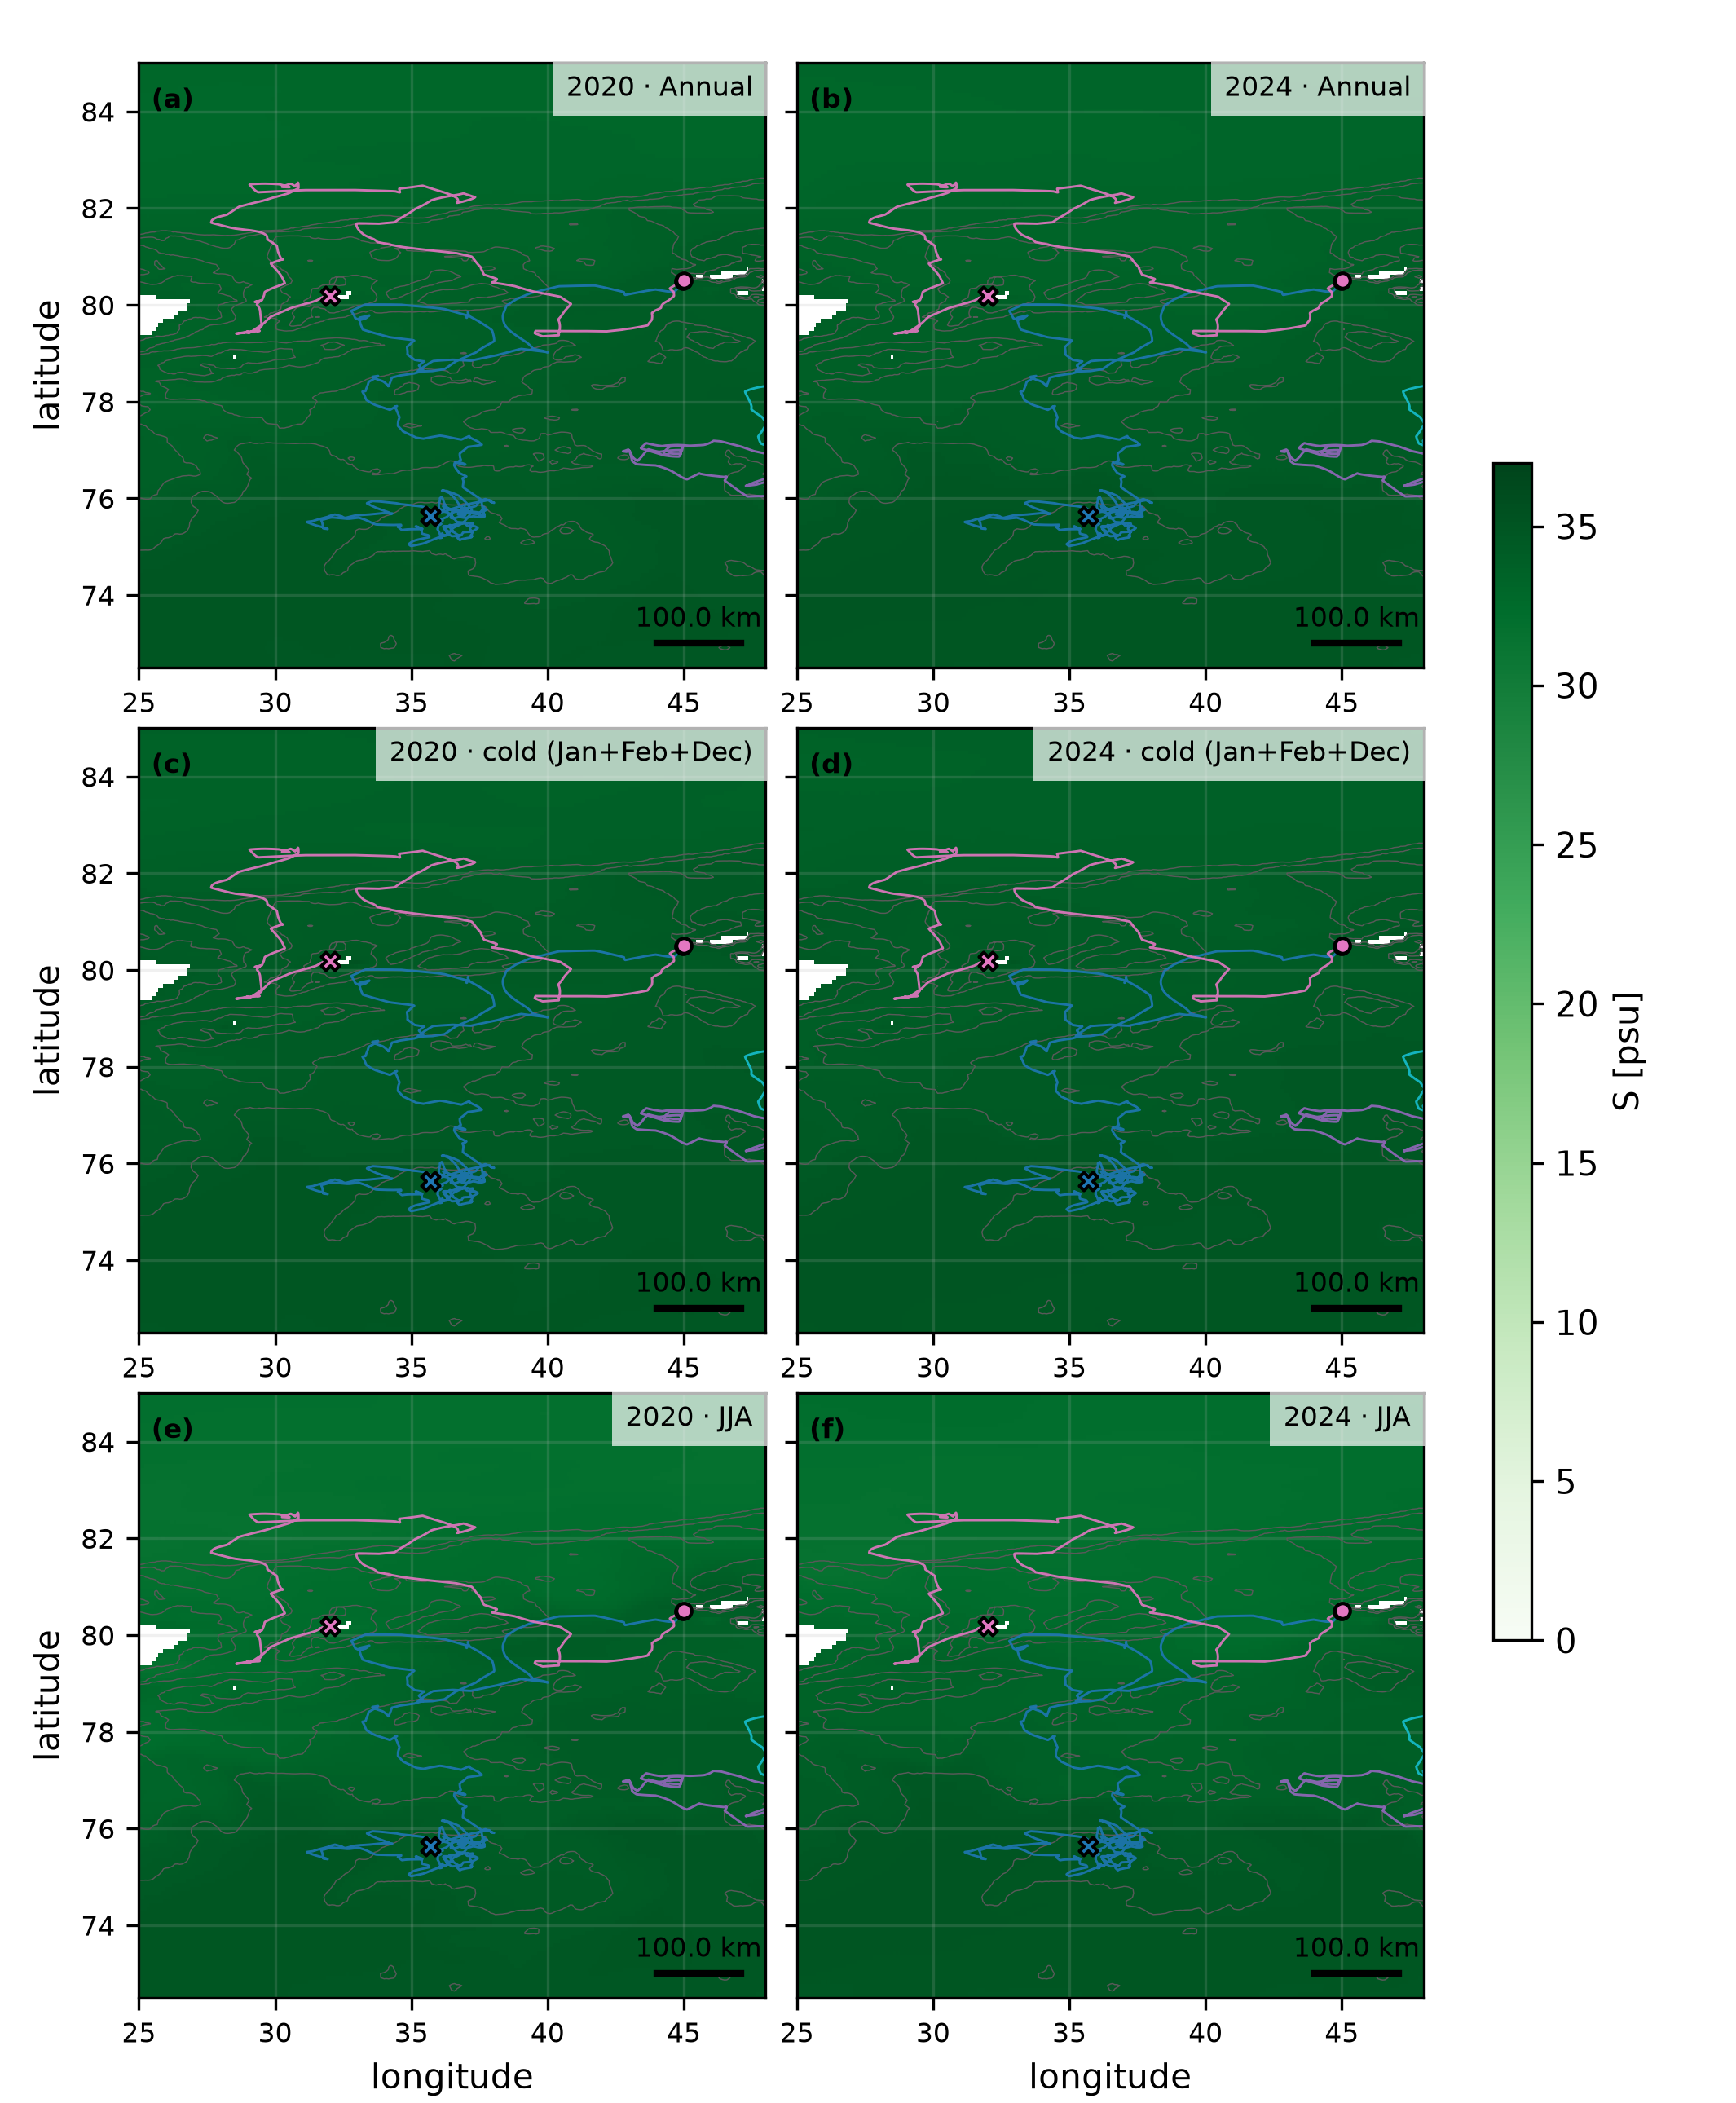 (a) 2020 · Annual
(b) 2024 · Annual
84
82
80
78
76
74
latitude
100.0 km
100.0 km
25 30 35 40 45
25 30 35 40 45
(c) 2020 · cold (Jan+Feb+Dec)
(d) 2024 · cold (Jan+Feb+Dec)
84
82
80
78
76
74
latitude
100.0 km
100.0 km
25 30 35 40 45
25 30 35 40 45
(e) 2020 · JJA
(f) 2024 · JJA
84
82
80
78
76
74
latitude
100.0 km
100.0 km
25 30 35 40 45
25 30 35 40 45
longitude
longitude
35
30
25
20
15
10
5
0
S [psu]